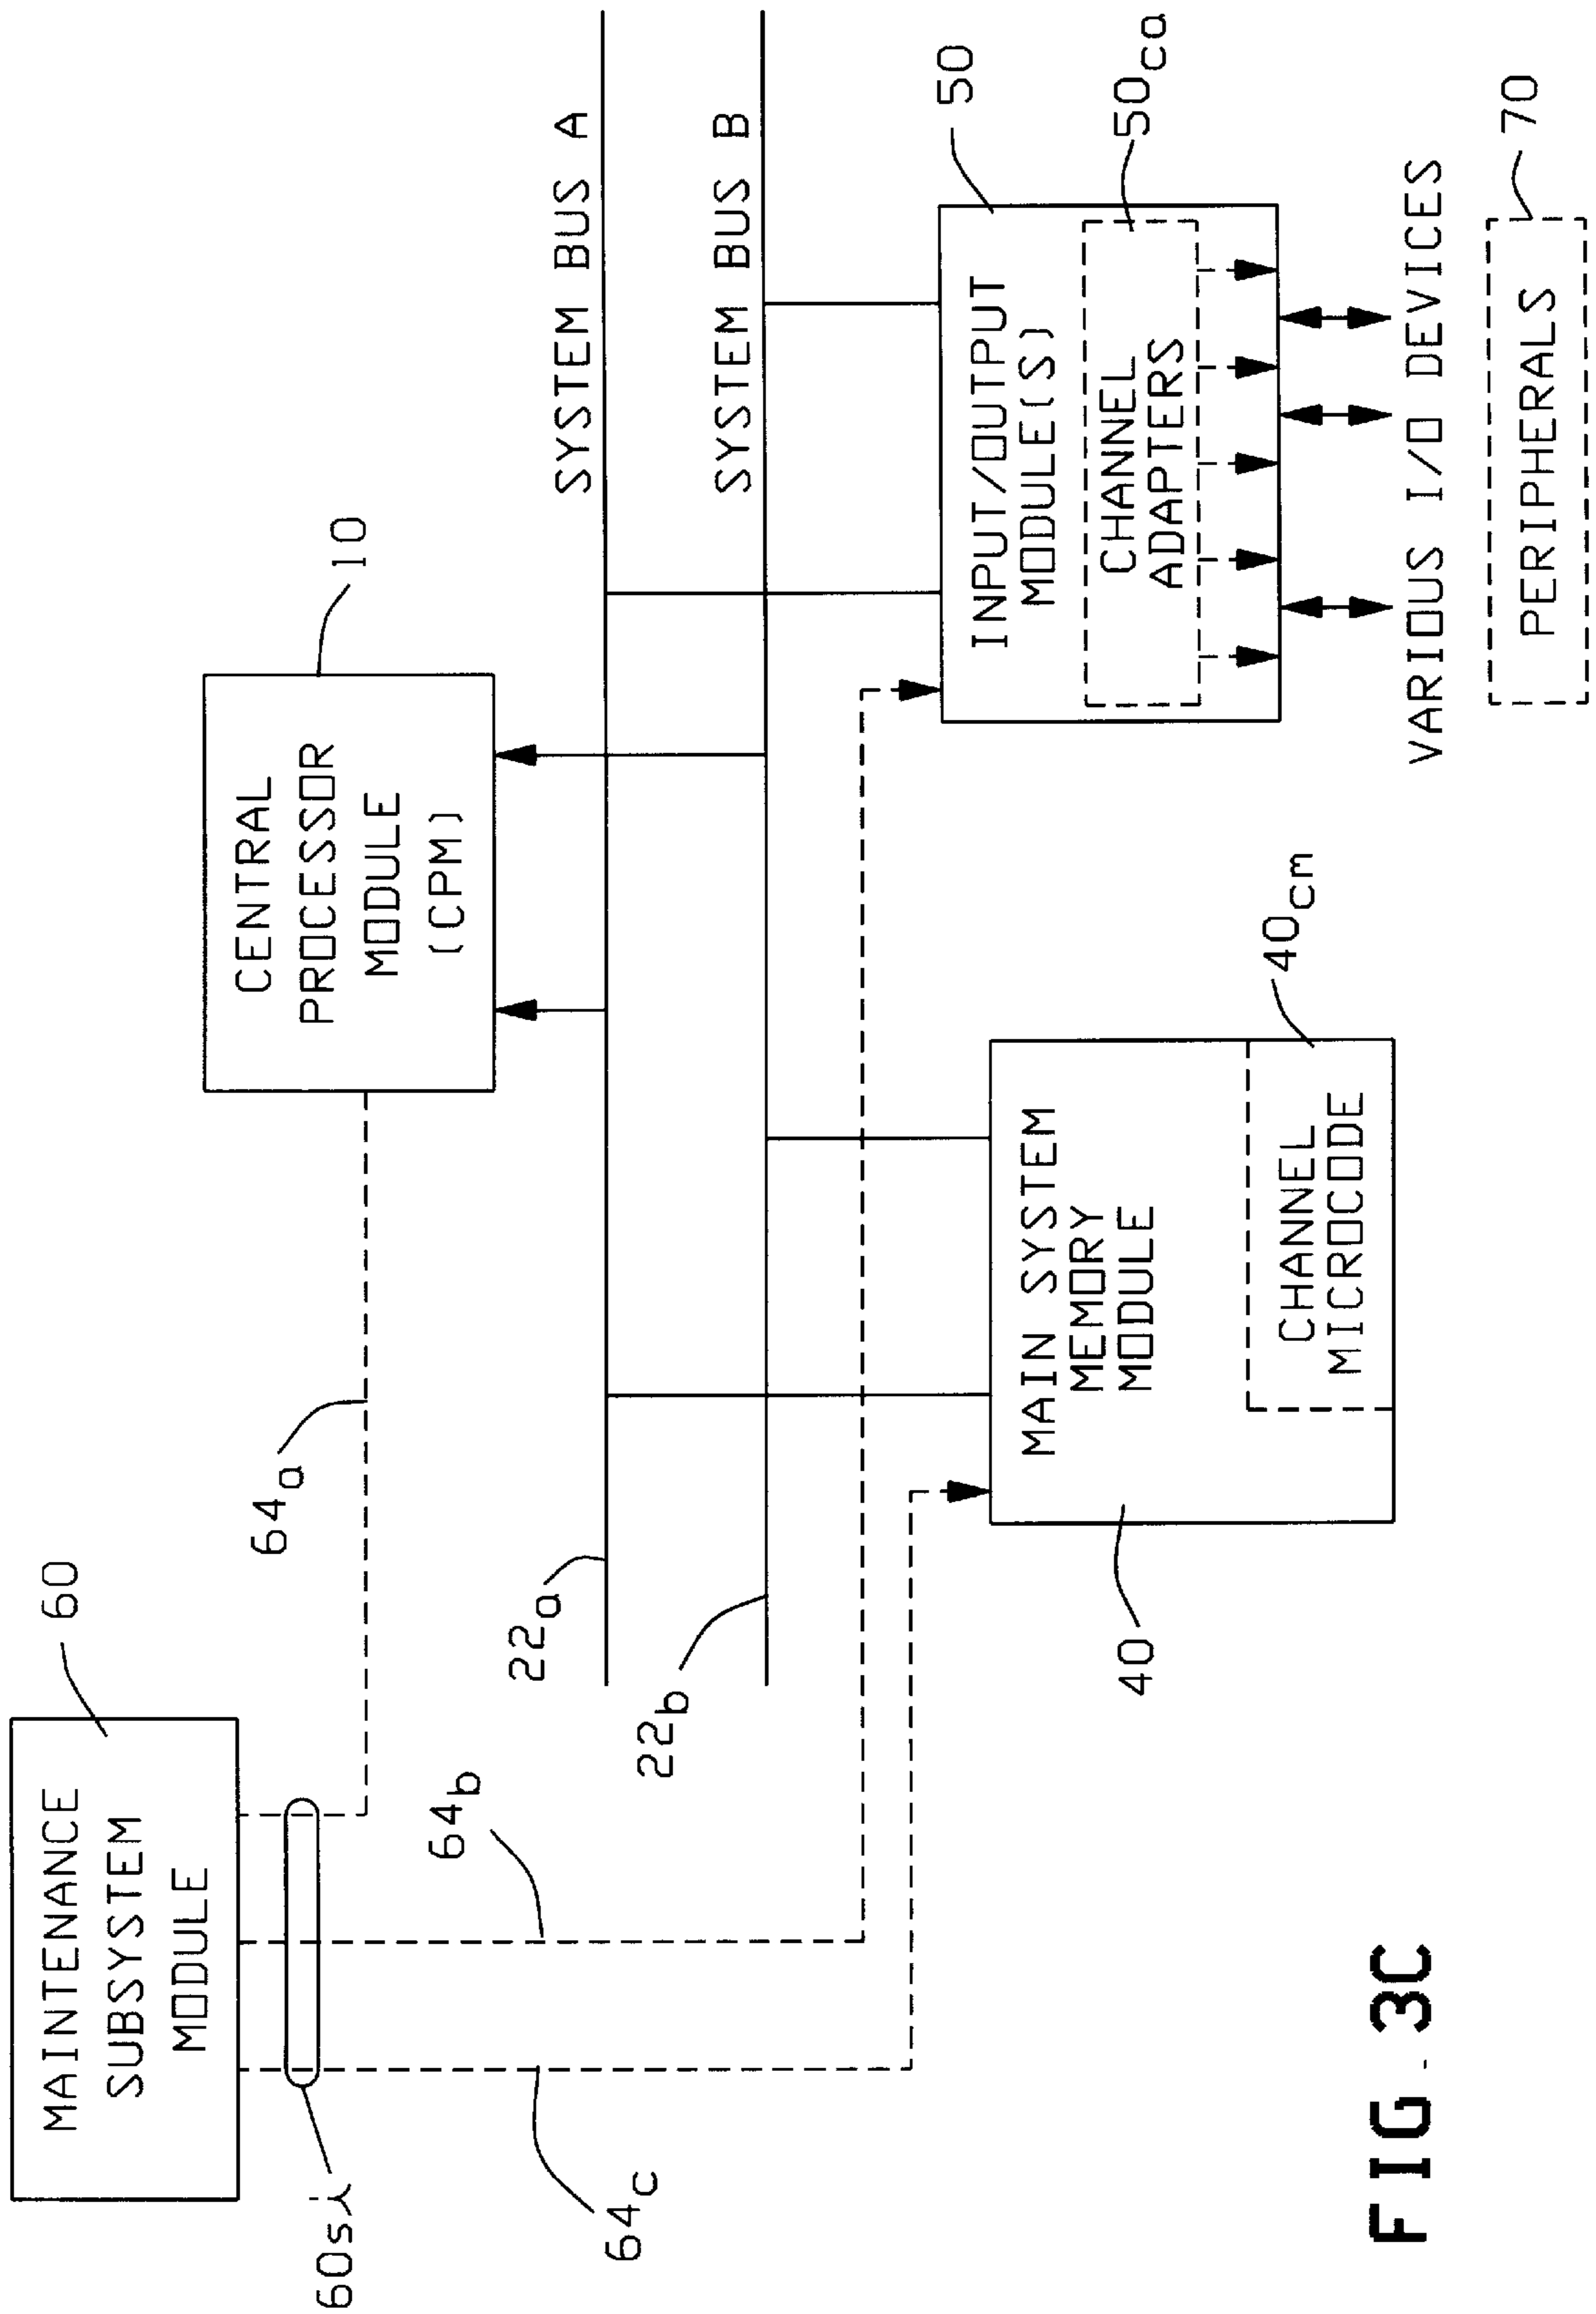 MAINTENANCE
SUBSYSTEM
MODULE
60
60si
64a
64b
64c
CENTRAL
PROCESSOR
MODULE
(CPM)
10
22a
22b
SYSTEM BUS A
SYSTEM BUS B
MAIN SYSTEM
MEMORY
MODULE
40
CHANNEL
MICROCODE
40cm
INPUT/OUTPUT
MODULE(S)
50
CHANNEL
ADAPTERS
50ca
VARIOUS I/O DEVICES
PERIPHERALS
70
FIG. 3C